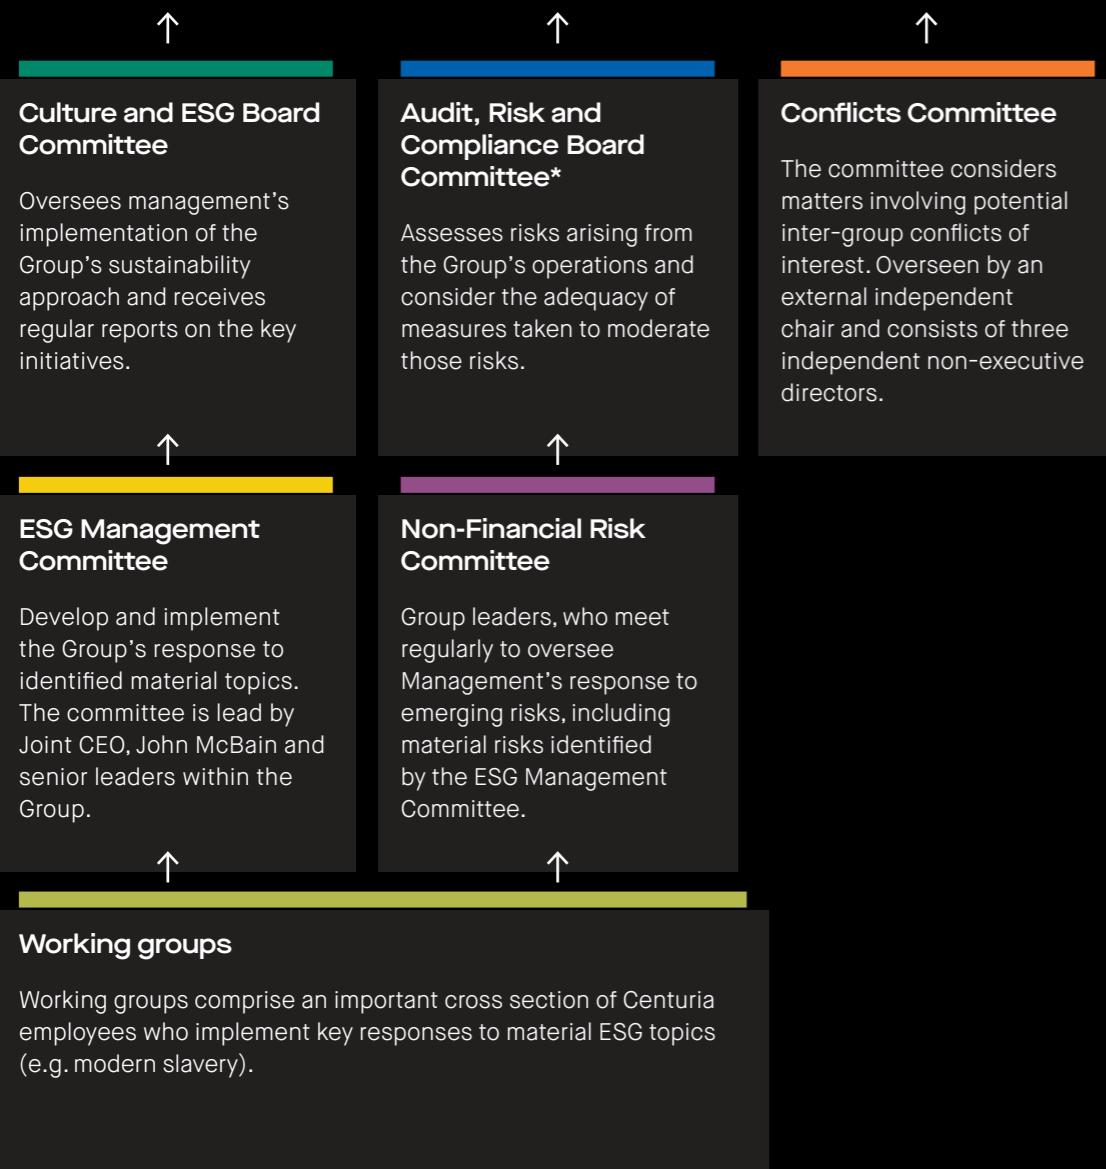 Culture and ESG Board
Committee
Oversees management’s
implementation of the
Group’s sustainability
approach and receives
regular reports on the key
initiatives.
Audit, Risk and
Compliance Board
Committee*
Assesses risks arising from
the Group’s operations and
consider the adequacy of
measures taken to moderate
those risks.
Conflicts Committee
The committee considers
matters involving potential
inter-group conflicts of
interest. Overseen by an
external independent
chair and consists of three
independent non-executive
directors.
ESG Management
Committee
Develop and implement
the Group’s response to
identified material topics.
The committee is lead by
Joint CEO, John McBain and
senior leaders within the
Group.
Non-Financial Risk
Committee
Group leaders, who meet
regularly to oversee
Management’s response to
emerging risks, including
material risks identified
by the ESG Management
Committee.
Working groups
Working groups comprise an important cross section of Centuria
employees who implement key responses to material ESG topics
(e.g. modern slavery).